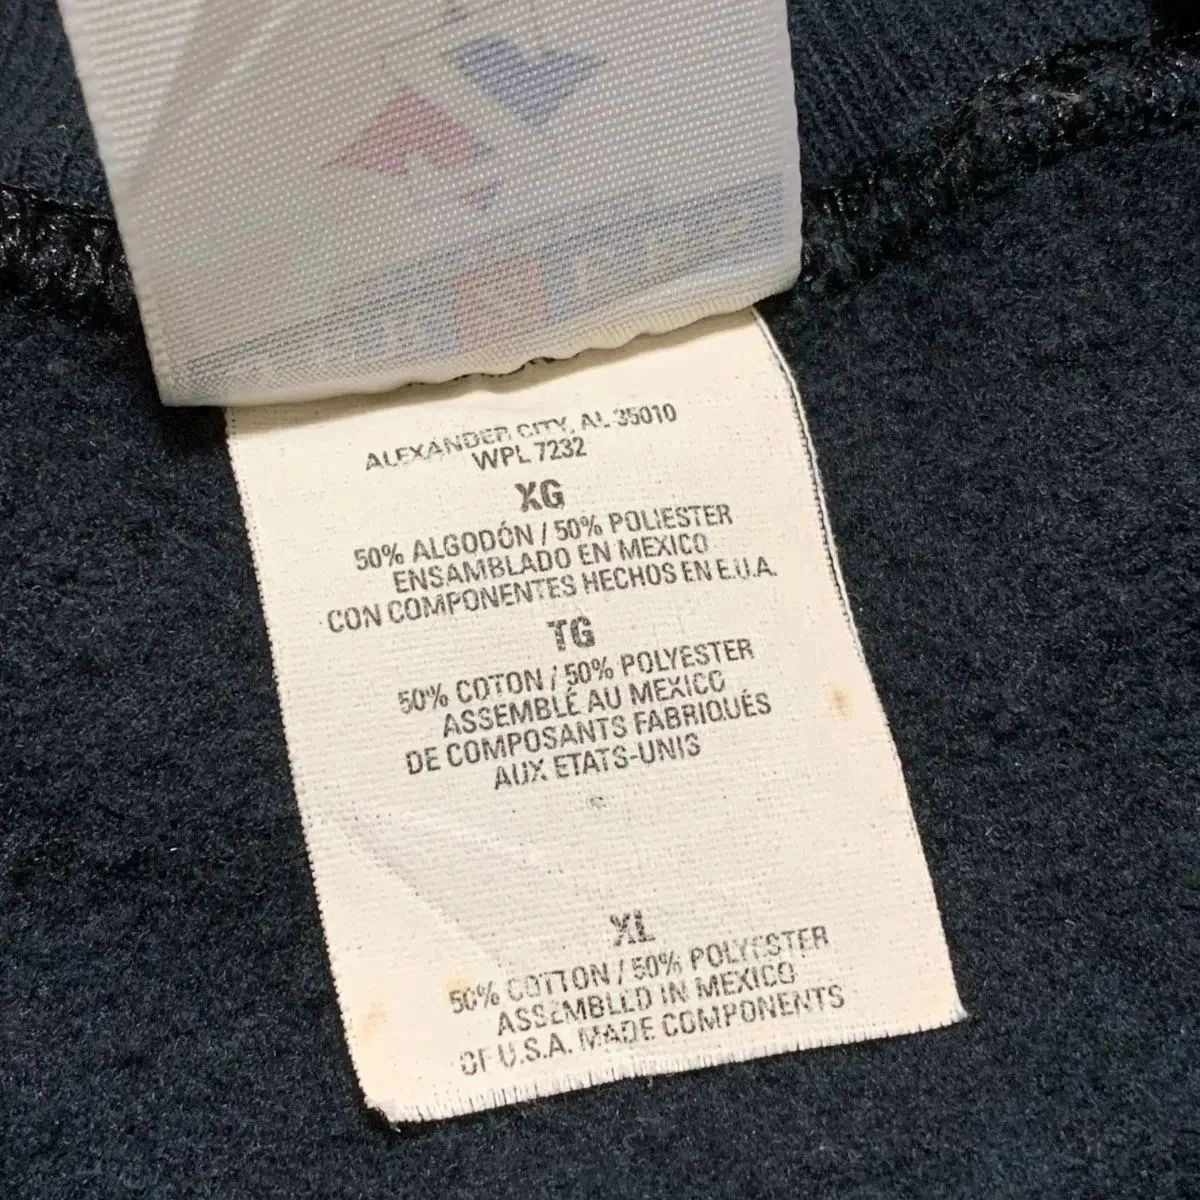 ALEXANDER CITY, AL 35010
WPL 7232
XG
50% ALGODÓN / 50% POLIESTER
ENSAMBLADO EN MEXICO
CON COMPONENTES HECHOS EN E.U.A.
TG
50% COTON / 50% POLYESTER
ASSEMBLÉ AU MEXICO
DE COMPOSANTS FABRIQUÉS
AUX ETATS-UNIS
XL
50% COTTON / 50% POLYESTER
ASSEMBLED IN MEXICO
OF U.S.A. MADE COMPONENTS